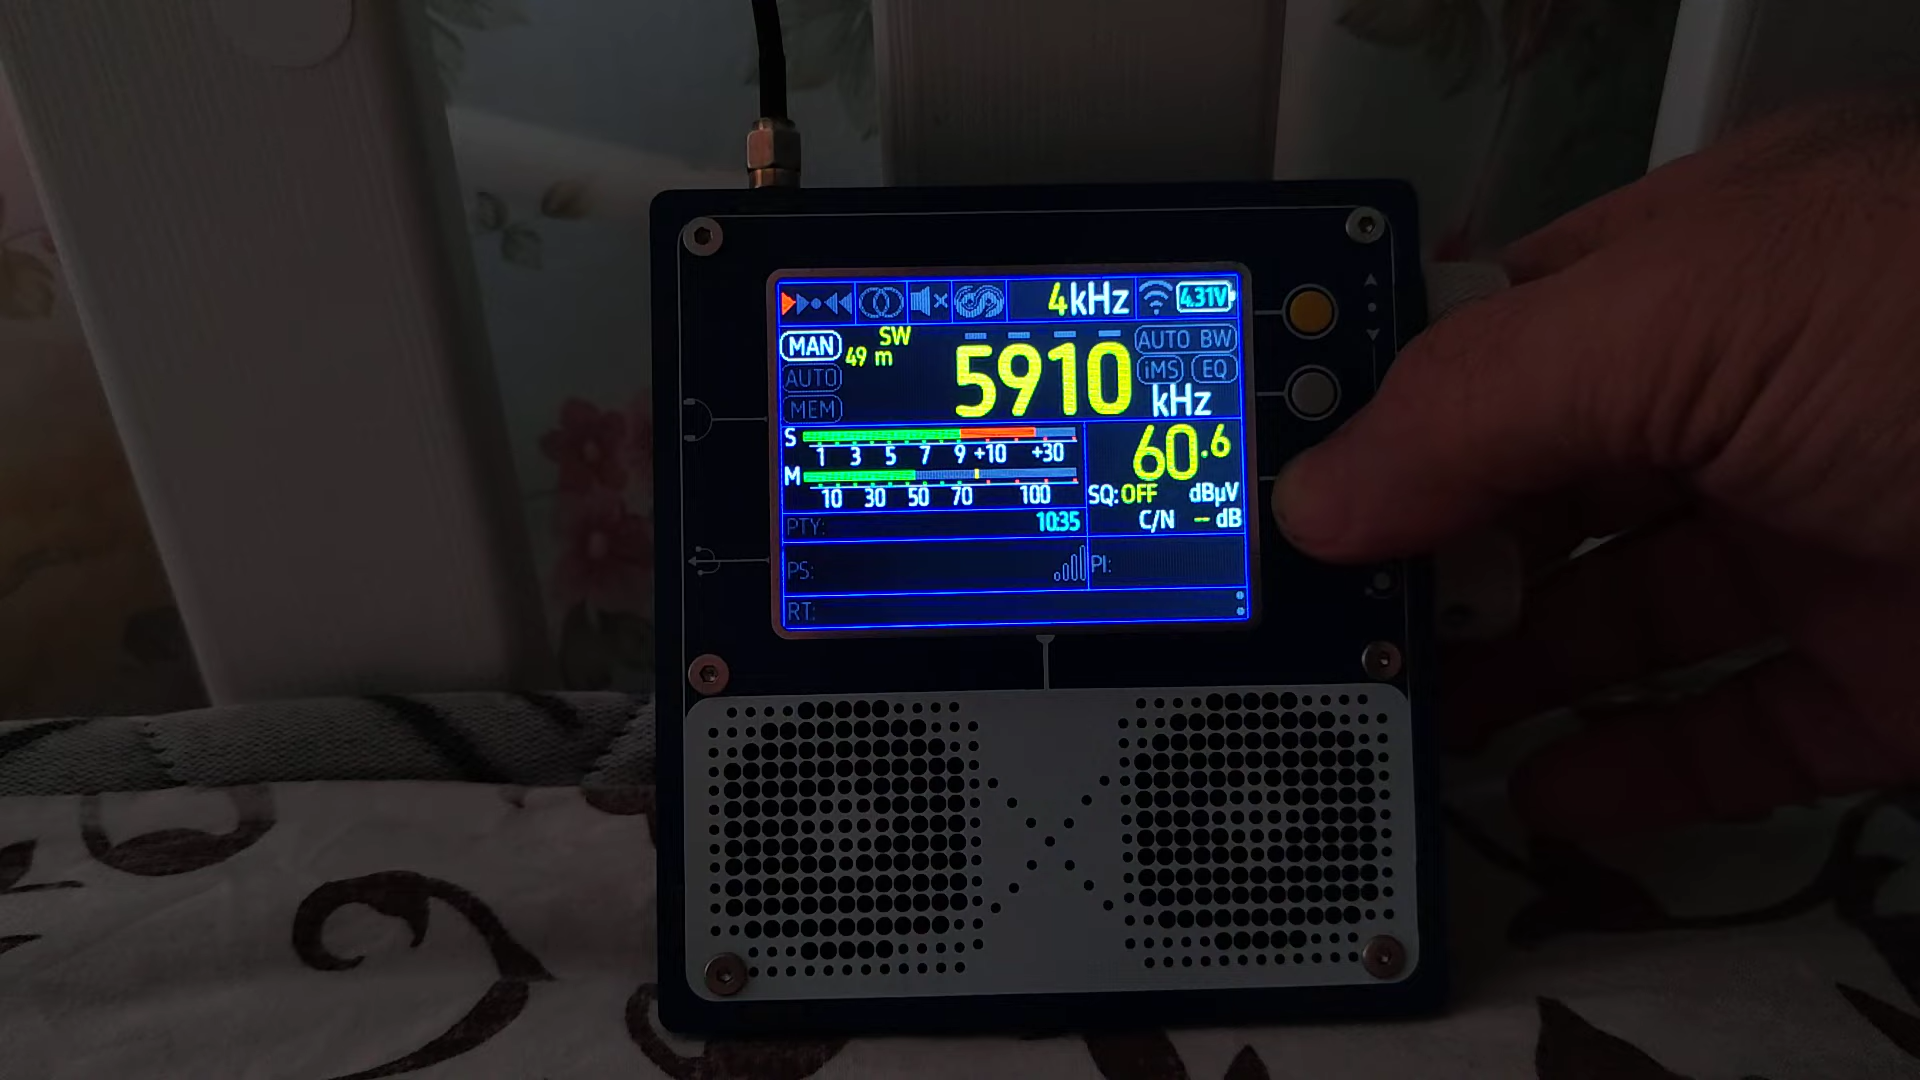 4kHz 4.31V
MAN SW AUTO BW
49 m 5910
AUTO iMS EQ
MEM kHz
S
1 3 5 7 9 +10 +30 60.6
M
10 30 50 70 100 SQ:OFF dBµV
PTY: 10:35 C/N -- dB
PS: PI:
RT: